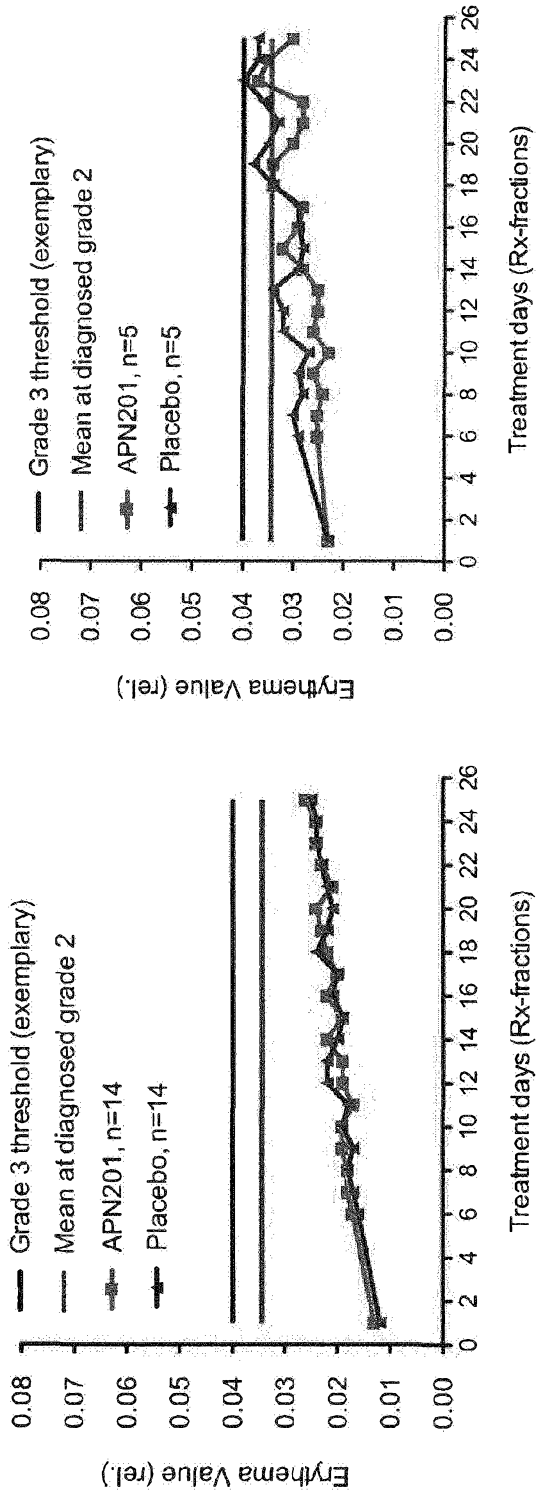 Grade 3 threshold (exemplary)
Mean at diagnosed grade 2
APN201, n=14
Placebo, n=14
Erythema Value (rel.)
0.08
0.07
0.06
0.05
0.04
0.03
0.02
0.01
0.00
0 2 4 6 8 10 12 14 16 18 20 22 24 26
Treatment days (Rx-fractions)
Grade 3 threshold (exemplary)
Mean at diagnosed grade 2
APN201, n=5
Placebo, n=5
Erythema Value (rel.)
0.08
0.07
0.06
0.05
0.04
0.03
0.02
0.01
0.00
0 2 4 6 8 10 12 14 16 18 20 22 24 26
Treatment days (Rx-fractions)